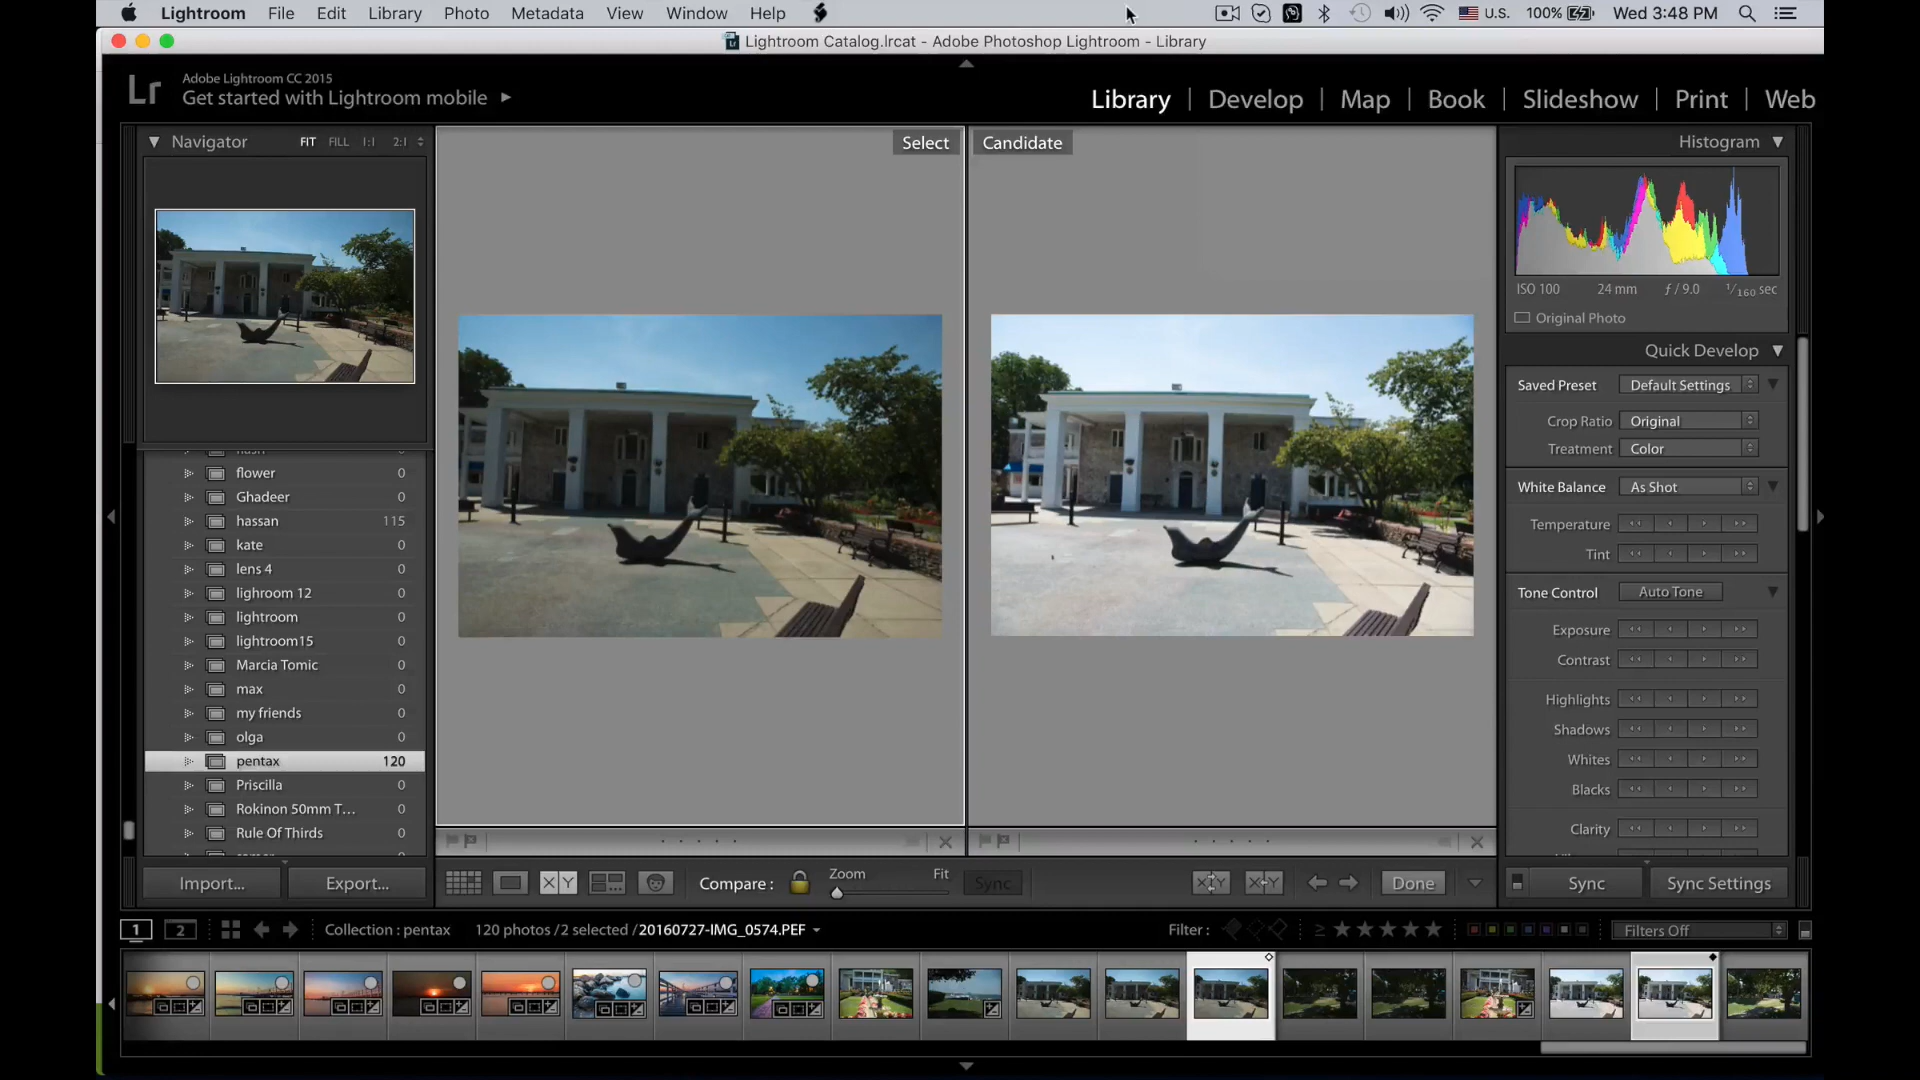 Lightroom File Edit Library Photo Metadata View Window Help U.S. 100% Wed 3:48 PM
Lightroom Catalog.lrcat - Adobe Photoshop Lightroom - Library
Lr
Adobe Lightroom CC 2015
Get started with Lightroom mobile
Library | Develop | Map | Book | Slideshow | Print | Web
Navigator FIT FILL 1:1 2:1
Select
Candidate
Histogram
ISO 100 24 mm ƒ / 9.0 1/160 sec
Original Photo
Quick Develop
Saved Preset Default Settings
Crop Ratio Original
Treatment Color
White Balance As Shot
Temperature
Tint
Tone Control Auto Tone
Exposure
Contrast
Highlights
Shadows
Whites
Blacks
Clarity
flower 0
Ghadeer 0
hassan 115
kate 0
lens 4 0
lighroom 12 0
lightroom 0
lightroom15 0
Marcia Tomic 0
max 0
my friends 0
olga 0
pentax 120
Priscilla 0
Rokinon 50mm T... 0
Rule Of Thirds 0
Import... Export...
X Y Compare : Zoom Fit Sync Done
Sync Sync Settings
1 2 Collection : pentax 120 photos /2 selected /20160727-IMG_0574.PEF
Filter : Filters Off